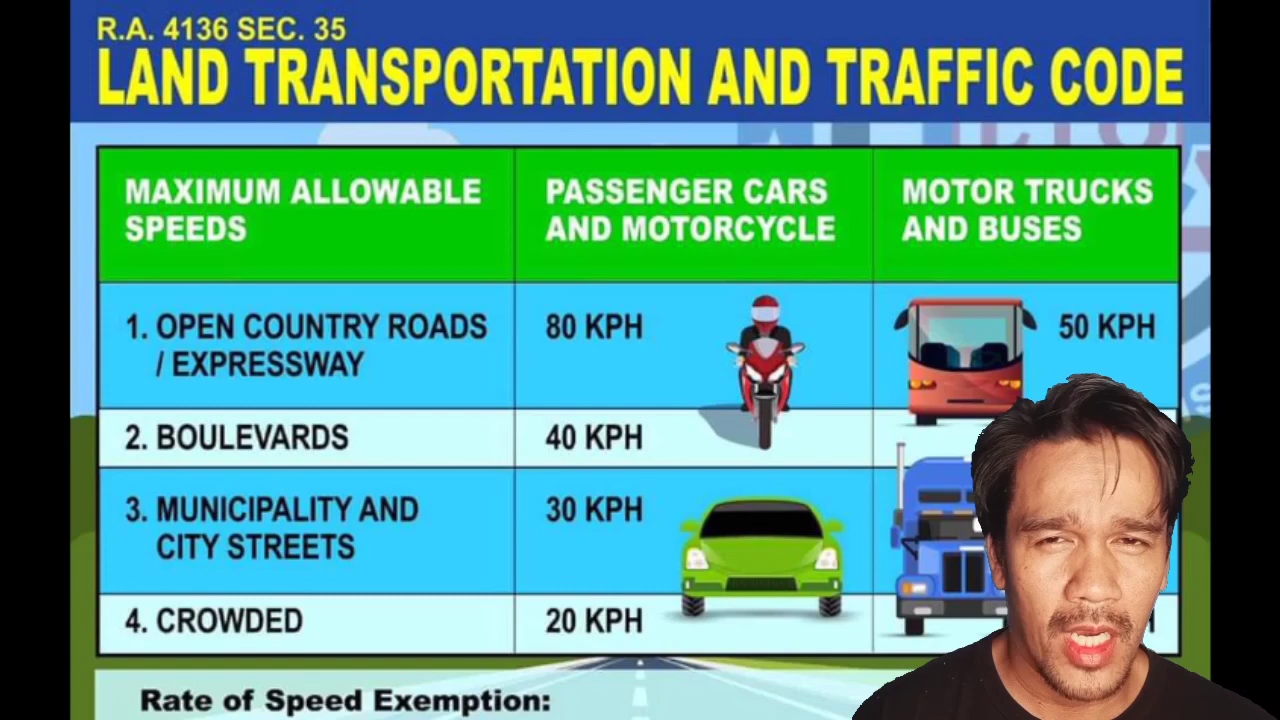 R.A. 4136 SEC. 35
LAND TRANSPORTATION AND TRAFFIC CODE
MAXIMUM ALLOWABLE
SPEEDS
PASSENGER CARS
AND MOTORCYCLE
MOTOR TRUCKS
AND BUSES
1. OPEN COUNTRY ROADS
/ EXPRESSWAY
80 KPH
50 KPH
2. BOULEVARDS
40 KPH
3. MUNICIPALITY AND
CITY STREETS
30 KPH
4. CROWDED
20 KPH
Rate of Speed Exemption: